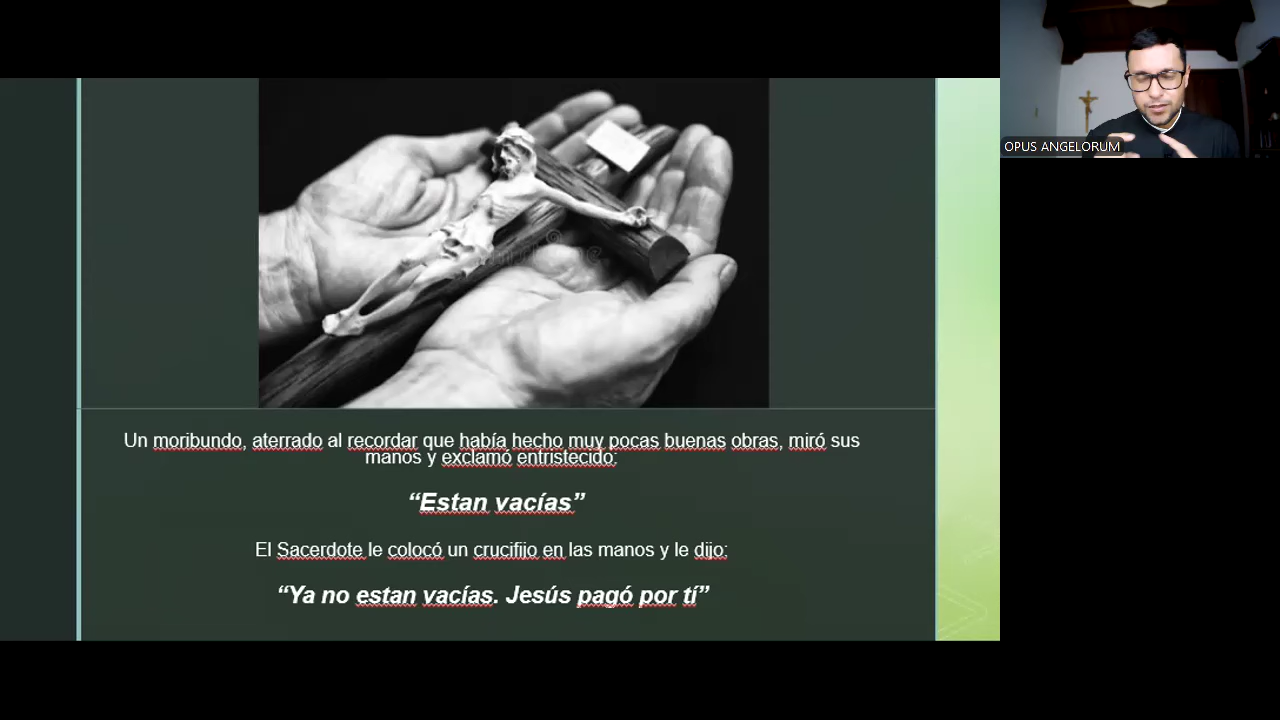 OPUS ANGELORUM
Un moribundo, aterrado al recordar que había hecho muy pocas buenas obras, miró sus
manos y exclamó entristecido:
“Estan vacías”
El Sacerdote le colocó un crucifijo en las manos y le dijo:
“Ya no estan vacías. Jesús pagó por tí”